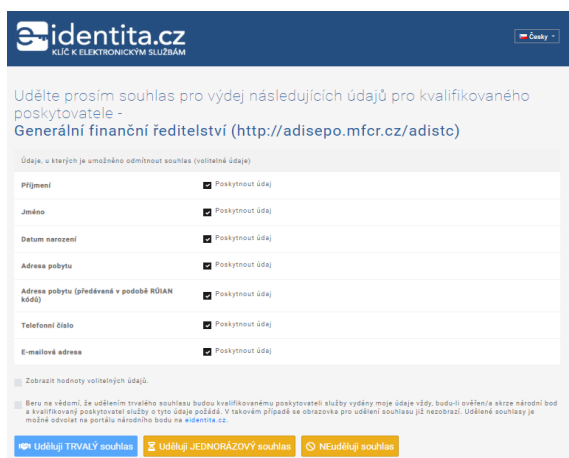 e-identita.cz
KLÍČ K ELEKTRONICKÝM SLUŽBÁM
Česky
Udělte prosím souhlas pro výdej následujících údajů pro kvalifikovaného
poskytovatele -
Generální finanční ředitelství (http://adisepo.mfcr.cz/adistc)
Údaje, u kterých je umožněno odmítnout souhlas (volitelné údaje)
Příjmení Poskytnout údaj
Jméno Poskytnout údaj
Datum narození Poskytnout údaj
Adresa pobytu Poskytnout údaj
Adresa pobytu (předávaná v podobě RÚIAN
kódů) Poskytnout údaj
Telefonní číslo Poskytnout údaj
E-mailová adresa Poskytnout údaj
Zobrazit hodnoty volitelných údajů.
Beru na vědomí, že udělením trvalého souhlasu budou kvalifikovanému poskytovateli služby vydány moje údaje vždy, budu-li ověřen/a skrze národní bod
a kvalifikovaný poskytovatel služby o tyto údaje požádá. V takovém případě se obrazovka pro udělení souhlasu již nezobrazí. Udělené souhlasy je
možné odvolat na portálu národního bodu na eidentita.cz.
Uděluji TRVALÝ souhlas Uděluji JEDNORÁZOVÝ souhlas NEuděluji souhlas